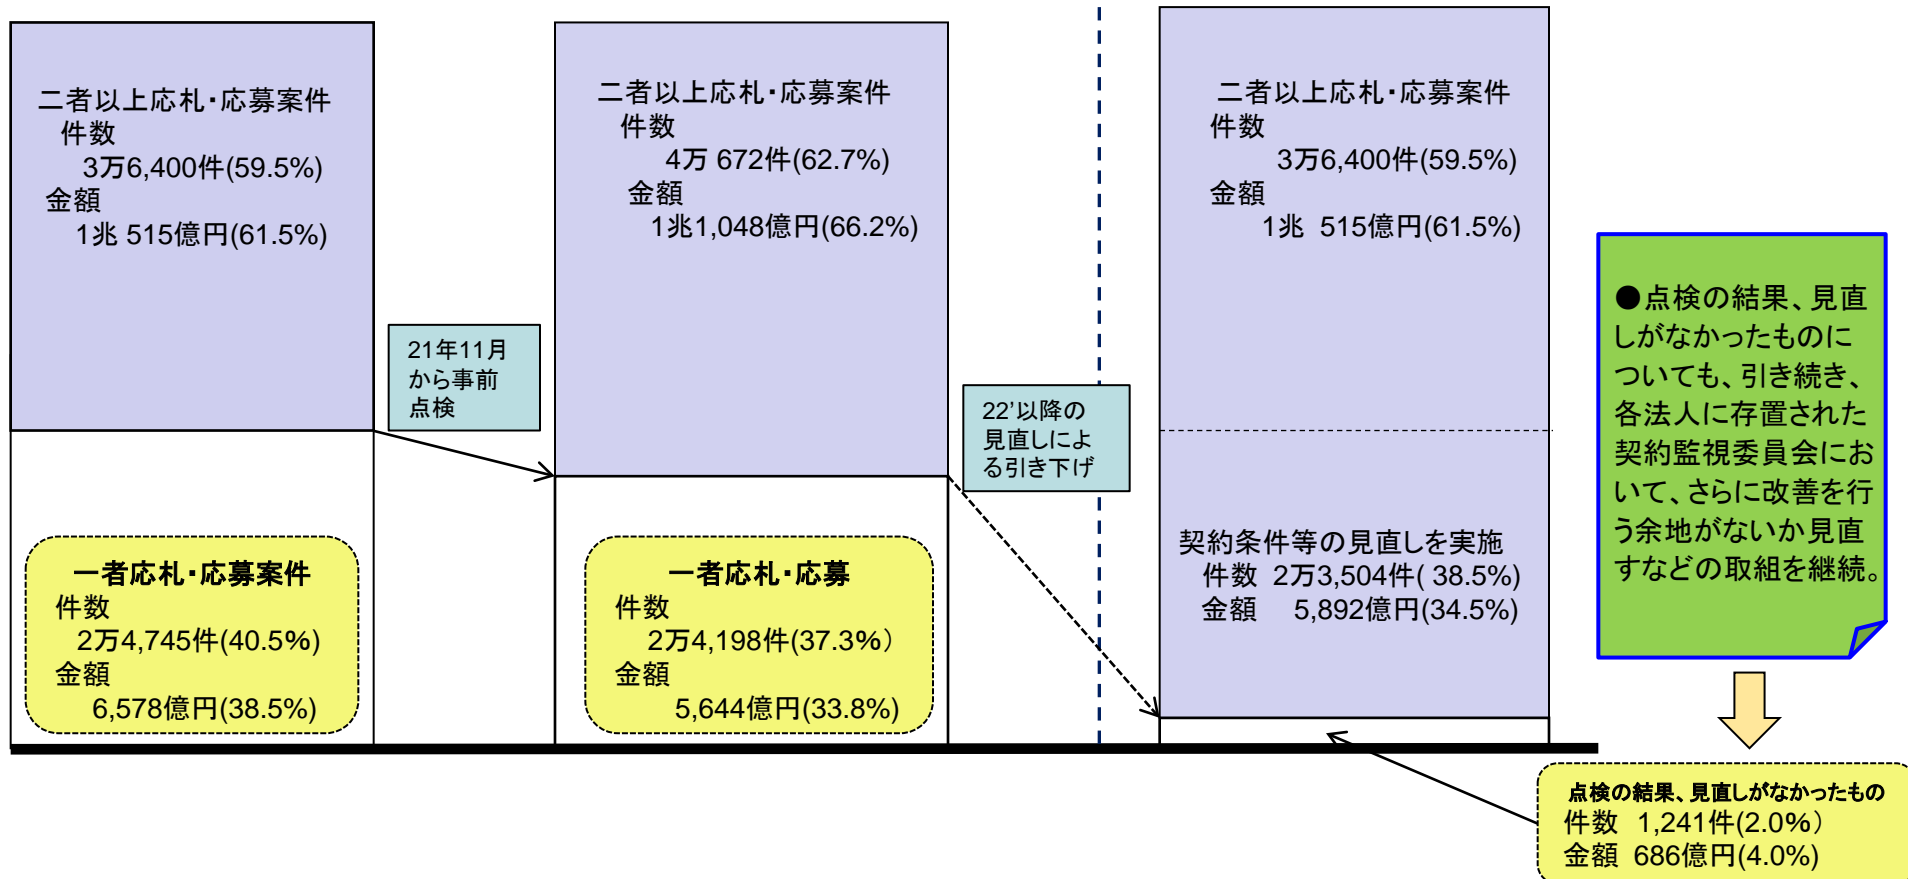 二者以上応札・応募案件
件数
3万6,400件(59.5%)
金額
1兆 515億円(61.5%)
一者応札・応募案件
件数
2万4,745件(40.5%)
金額
6,578億円(38.5%)
21年11月
から事前
点検
二者以上応札・応募案件
件数
4万 672件(62.7%)
金額
1兆1,048億円(66.2%)
一者応札・応募
件数
2万4,198件(37.3%)
金額
5,644億円(33.8%)
22’以降の
見直しによ
る引き下げ
二者以上応札・応募案件
件数
3万6,400件(59.5%)
金額
1兆 515億円(61.5%)
契約条件等の見直しを実施
件数 2万3,504件( 38.5%)
金額 5,892億円(34.5%)
●点検の結果、見直
しがなかったものに
ついても、引き続き、
各法人に存置された
契約監視委員会にお
いて、さらに改善を行
う余地がないか見直
すなどの取組を継続。
点検の結果、見直しがなかったもの
件数 1,241件(2.0%)
金額 686億円(4.0%)